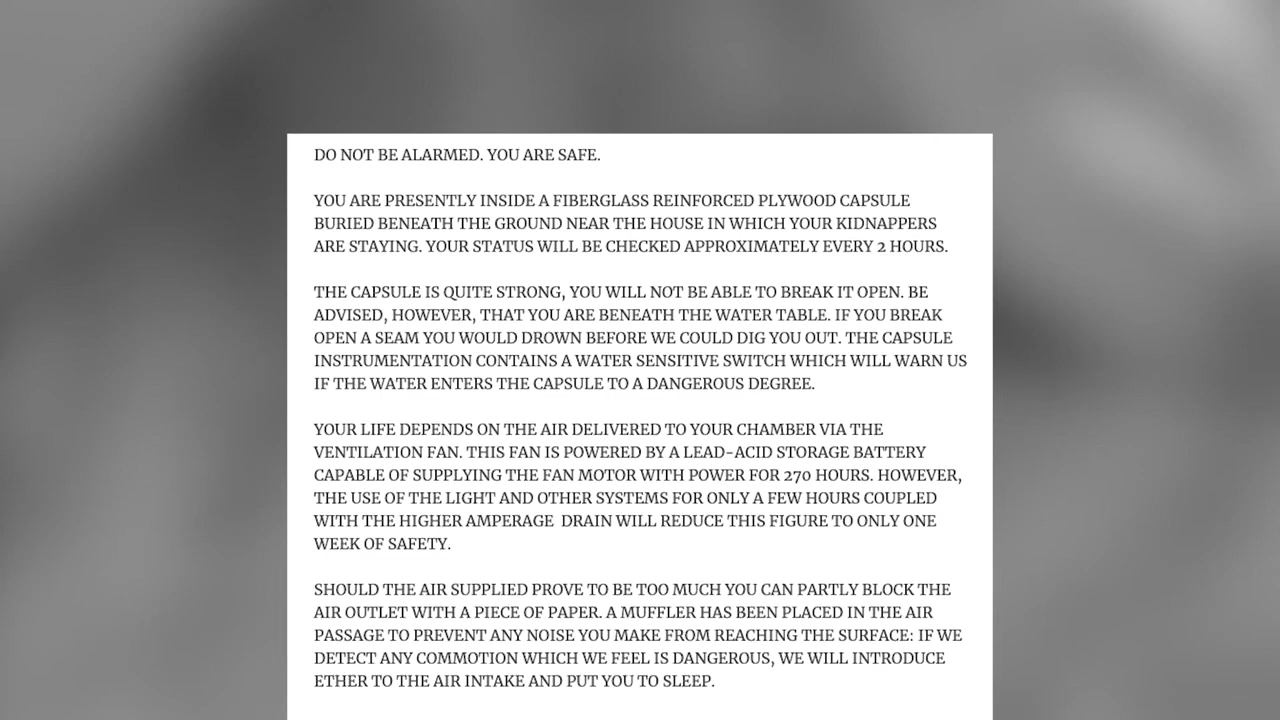 DO NOT BE ALARMED. YOU ARE SAFE.
YOU ARE PRESENTLY INSIDE A FIBERGLASS REINFORCED PLYWOOD CAPSULE
BURIED BENEATH THE GROUND NEAR THE HOUSE IN WHICH YOUR KIDNAPPERS
ARE STAYING. YOUR STATUS WILL BE CHECKED APPROXIMATELY EVERY 2 HOURS.
THE CAPSULE IS QUITE STRONG, YOU WILL NOT BE ABLE TO BREAK IT OPEN. BE
ADVISED, HOWEVER, THAT YOU ARE BENEATH THE WATER TABLE. IF YOU BREAK
OPEN A SEAM YOU WOULD DROWN BEFORE WE COULD DIG YOU OUT. THE CAPSULE
INSTRUMENTATION CONTAINS A WATER SENSITIVE SWITCH WHICH WILL WARN US
IF THE WATER ENTERS THE CAPSULE TO A DANGEROUS DEGREE.
YOUR LIFE DEPENDS ON THE AIR DELIVERED TO YOUR CHAMBER VIA THE
VENTILATION FAN. THIS FAN IS POWERED BY A LEAD-ACID STORAGE BATTERY
CAPABLE OF SUPPLYING THE FAN MOTOR WITH POWER FOR 270 HOURS. HOWEVER,
THE USE OF THE LIGHT AND OTHER SYSTEMS FOR ONLY A FEW HOURS COUPLED
WITH THE HIGHER AMPERAGE DRAIN WILL REDUCE THIS FIGURE TO ONLY ONE
WEEK OF SAFETY.
SHOULD THE AIR SUPPLIED PROVE TO BE TOO MUCH YOU CAN PARTLY BLOCK THE
AIR OUTLET WITH A PIECE OF PAPER. A MUFFLER HAS BEEN PLACED IN THE AIR
PASSAGE TO PREVENT ANY NOISE YOU MAKE FROM REACHING THE SURFACE: IF WE
DETECT ANY COMMOTION WHICH WE FEEL IS DANGEROUS, WE WILL INTRODUCE
ETHER TO THE AIR INTAKE AND PUT YOU TO SLEEP.